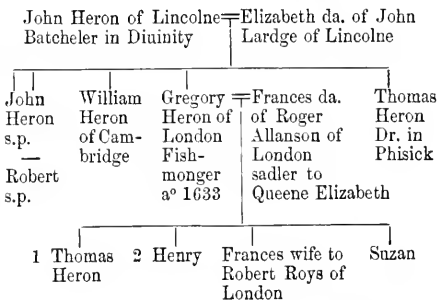 John Heron of Lincolne=Elizabeth da. of John
Batcheler in Diuinity Lardge of Lincolne
John
Heron
s.p.
—
Robert
s.p.
William
Heron
of Cam-
bridge
Gregory
Heron of
London
Fish-
monger
aº 1633
=Frances da.
of Roger
Allanson of
London
sadler to
Queene Elizabeth
Thomas
Heron
Dr. in
Phisick
1 Thomas
Heron
2 Henry
Frances wife to
Robert Roys of
London
Suzan